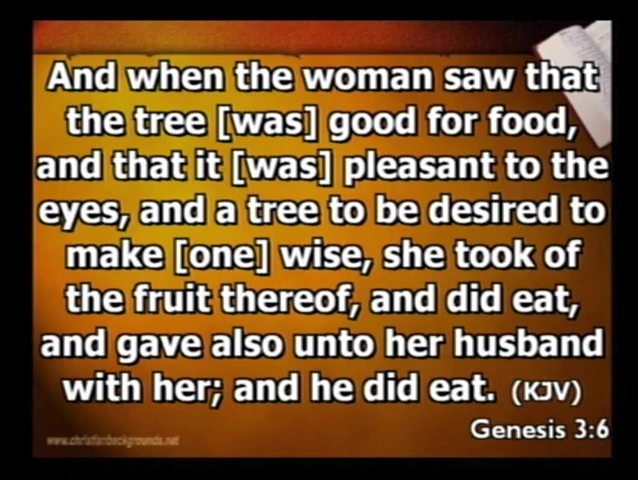 And when the woman saw that
the tree [was] good for food,
and that it [was] pleasant to the
eyes, and a tree to be desired to
make [one] wise, she took of
the fruit thereof, and did eat,
and gave also unto her husband
with her; and he did eat. (KJV)
Genesis 3:6
www.christianbackgrounds.net